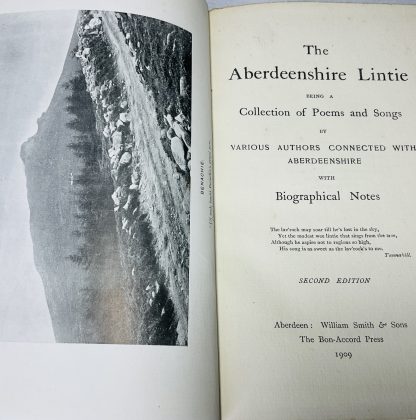 BENACHIE.
The
Aberdeenshire Lintie
BEING A
Collection of Poems and Songs
BY
VARIOUS AUTHORS CONNECTED WITH
ABERDEENSHIRE
WITH
Biographical Notes
The lav'rock may soar till he's lost in the sky,
Yet the modest wee lintie that sings from the tree,
Although he aspire not to regions so high,
His song is as sweet as the lav'rock's to me.
Tannahill.
SECOND EDITION
Aberdeen: William Smith & Sons
The Bon-Accord Press
1909